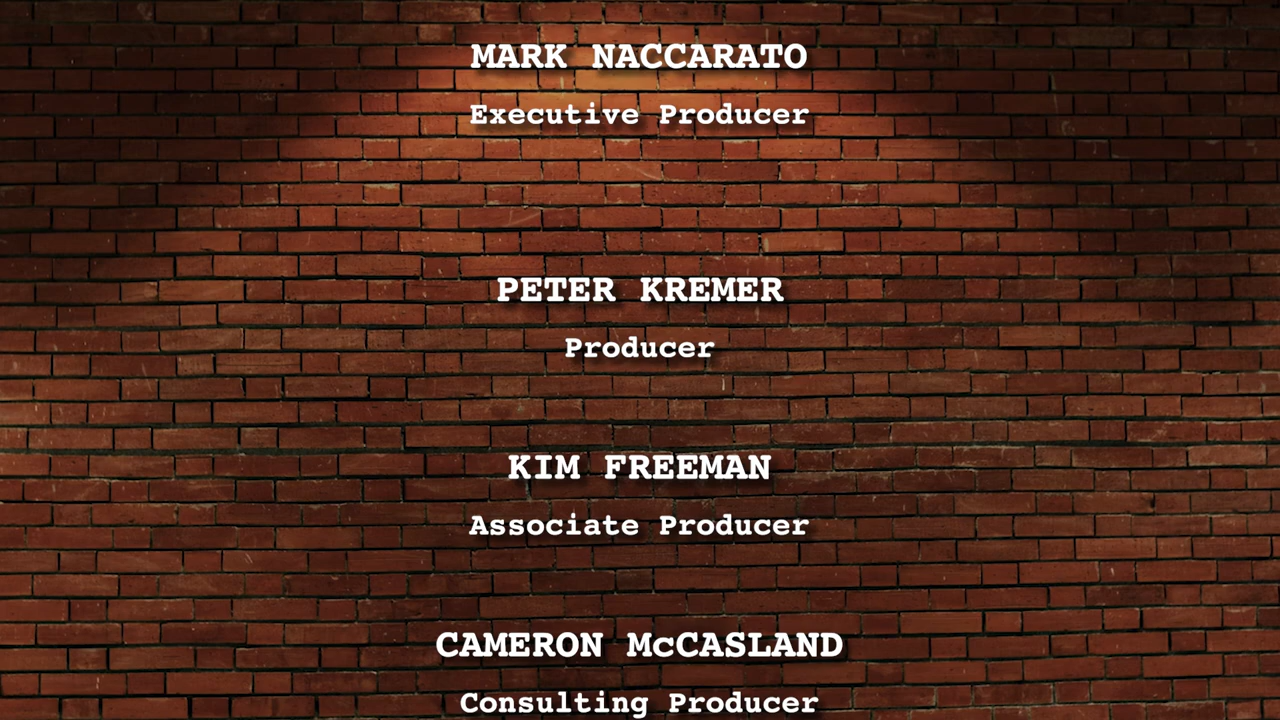 MARK NACCARATO
Executive Producer
PETER KREMER
Producer
KIM FREEMAN
Associate Producer
CAMERON McCASLAND
Consulting Producer